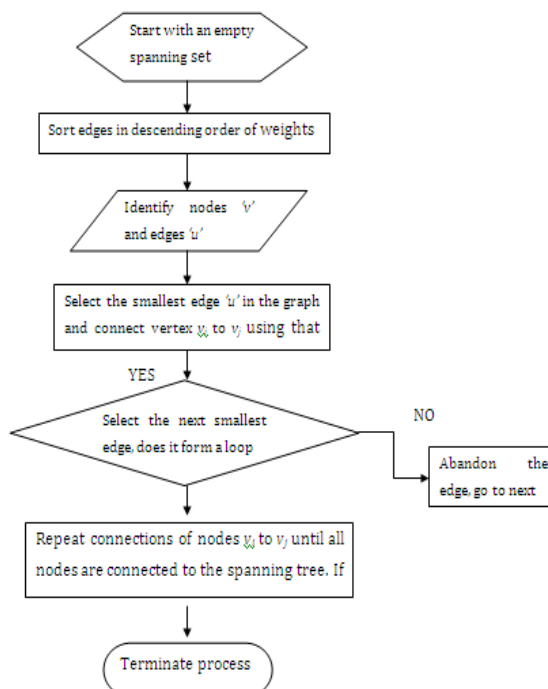 Start with an empty
spanning set
Sort edges in descending order of weights
Identify nodes 'v'
and edges 'u'
Select the smallest edge 'u' in the graph
and connect vertex vi to vj using that
YES
Select the next smallest
edge, does it form a loop
NO
Abandon the
edge, go to next
Repeat connections of nodes vi to vj until all
nodes are connected to the spanning tree. If
Terminate process